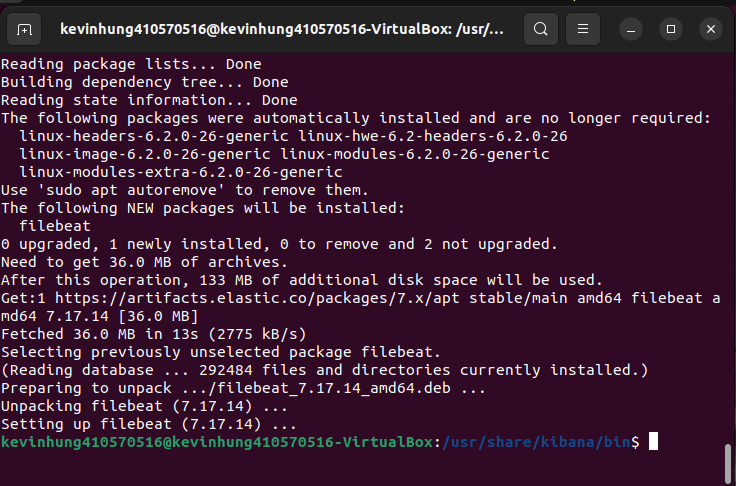 kevinhung410570516@kevinhung410570516-VirtualBox: /usr/...
Reading package lists... Done
Building dependency tree... Done
Reading state information... Done
The following packages were automatically installed and are no longer required:
  linux-headers-6.2.0-26-generic linux-hwe-6.2-headers-6.2.0-26
  linux-image-6.2.0-26-generic linux-modules-6.2.0-26-generic
  linux-modules-extra-6.2.0-26-generic
Use 'sudo apt autoremove' to remove them.
The following NEW packages will be installed:
  filebeat
0 upgraded, 1 newly installed, 0 to remove and 2 not upgraded.
Need to get 36.0 MB of archives.
After this operation, 133 MB of additional disk space will be used.
Get:1 https://artifacts.elastic.co/packages/7.x/apt stable/main amd64 filebeat a
md64 7.17.14 [36.0 MB]
Fetched 36.0 MB in 13s (2775 kB/s)
Selecting previously unselected package filebeat.
(Reading database ... 292484 files and directories currently installed.)
Preparing to unpack .../filebeat_7.17.14_amd64.deb ...
Unpacking filebeat (7.17.14) ...
Setting up filebeat (7.17.14) ...
kevinhung410570516@kevinhung410570516-VirtualBox:/usr/share/kibana/bin$